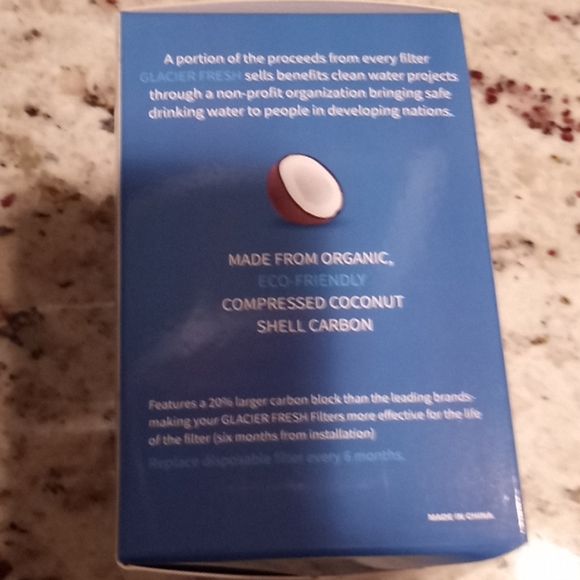 A portion of the proceeds from every filter
GLACIER FRESH sells benefits clean water projects
through a non-profit organization bringing safe
drinking water to people in developing nations.
MADE FROM ORGANIC,
ECO-FRIENDLY
COMPRESSED COCONUT
SHELL CARBON
Features a 20% larger carbon block than the leading brands-
making your GLACIER FRESH Filters more effective for the life
of the filter (six months from installation)
Replace disposable filter every 6 months.
MADE IN CHINA